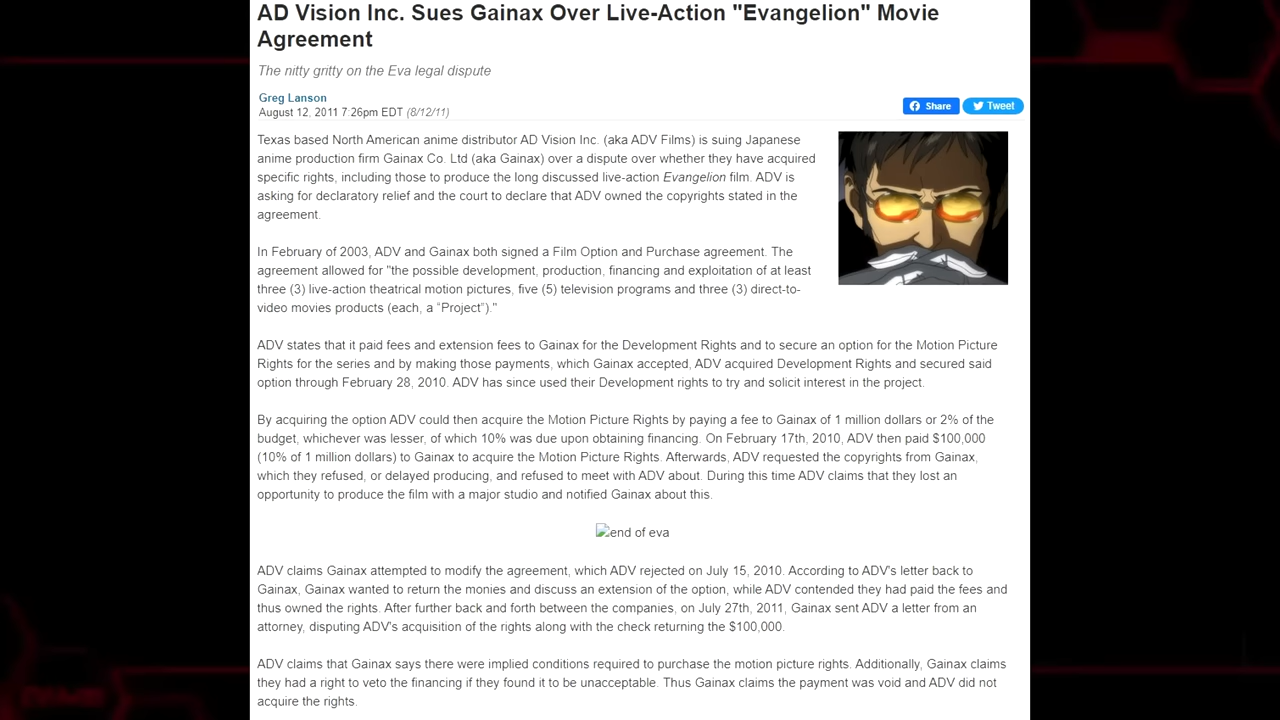 AD Vision Inc. Sues Gainax Over Live-Action "Evangelion" Movie
Agreement
The nitty gritty on the Eva legal dispute
Greg Lanson
August 12, 2011 7:26pm EDT (8/12/11)
Share
Tweet
Texas based North American anime distributor AD Vision Inc. (aka ADV Films) is suing Japanese
anime production firm Gainax Co. Ltd (aka Gainax) over a dispute over whether they have acquired
specific rights, including those to produce the long discussed live-action Evangelion film. ADV is
asking for declaratory relief and the court to declare that ADV owned the copyrights stated in the
agreement.
In February of 2003, ADV and Gainax both signed a Film Option and Purchase agreement. The
agreement allowed for "the possible development, production, financing and exploitation of at least
three (3) live-action theatrical motion pictures, five (5) television programs and three (3) direct-to-
video movies products (each, a “Project”)."
ADV states that it paid fees and extension fees to Gainax for the Development Rights and to secure an option for the Motion Picture
Rights for the series and by making those payments, which Gainax accepted, ADV acquired Development Rights and secured said
option through February 28, 2010. ADV has since used their Development rights to try and solicit interest in the project.
By acquiring the option ADV could then acquire the Motion Picture Rights by paying a fee to Gainax of 1 million dollars or 2% of the
budget, whichever was lesser, of which 10% was due upon obtaining financing. On February 17th, 2010, ADV then paid $100,000
(10% of 1 million dollars) to Gainax to acquire the Motion Picture Rights. Afterwards, ADV requested the copyrights from Gainax,
which they refused, or delayed producing, and refused to meet with ADV about. During this time ADV claims that they lost an
opportunity to produce the film with a major studio and notified Gainax about this.
end of eva
ADV claims Gainax attempted to modify the agreement, which ADV rejected on July 15, 2010. According to ADV's letter back to
Gainax, Gainax wanted to return the monies and discuss an extension of the option, while ADV contended they had paid the fees and
thus owned the rights. After further back and forth between the companies, on July 27th, 2011, Gainax sent ADV a letter from an
attorney, disputing ADV's acquisition of the rights along with the check returning the $100,000.
ADV claims that Gainax says there were implied conditions required to purchase the motion picture rights. Additionally, Gainax claims
they had a right to veto the financing if they found it to be unacceptable. Thus Gainax claims the payment was void and ADV did not
acquire the rights.